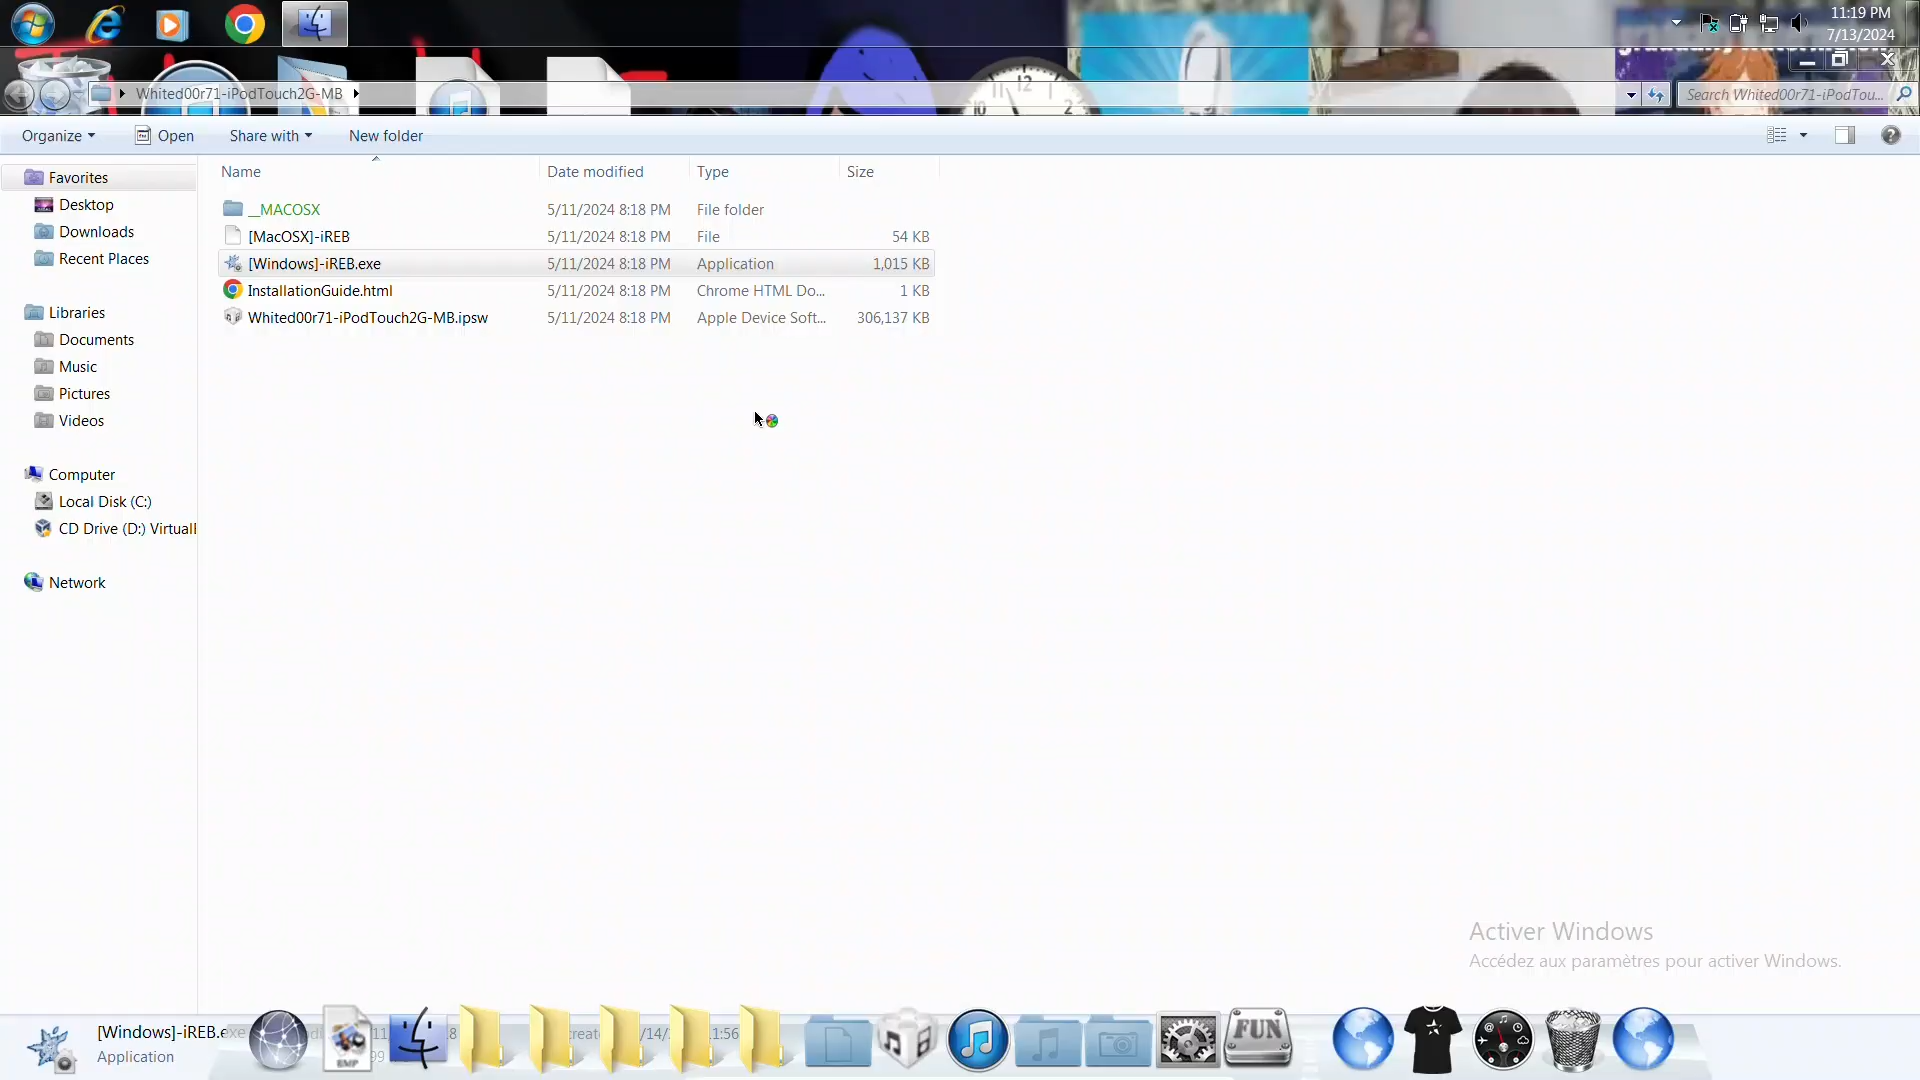 11:19 PM
7/13/2024
Whited00r71-iPodTouch2G-MB
Search Whited00r71-iPodTou...
Organize
Open
Share with
New folder
Name
Date modified
Type
Size
Favorites
Desktop
Downloads
Recent Places
Libraries
Documents
Music
Pictures
Videos
Computer
Local Disk (C:)
CD Drive (D:) Virtuall
Network
__MACOSX 5/11/2024 8:18 PM File folder
[MacOSX]-iREB 5/11/2024 8:18 PM File 54 KB
[Windows]-iREB.exe 5/11/2024 8:18 PM Application 1,015 KB
InstallationGuide.html 5/11/2024 8:18 PM Chrome HTML Do... 1 KB
Whited00r71-iPodTouch2G-MB.ipsw 5/11/2024 8:18 PM Apple Device Soft... 306,137 KB
12
10
2
Activer Windows
Accédez aux paramètres pour activer Windows.
[Windows]-iREB.exe
Application
BMP
FUN